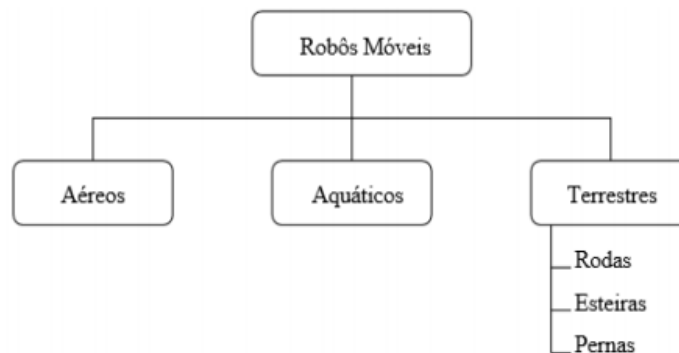 Robôs Móveis
Aéreos
Aquáticos
Terrestres
Rodas
Esteiras
Pernas